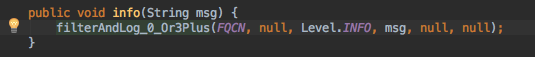 public void info(String msg) {
    filterAndLog_0_Or3Plus(FQCN, null, Level.INFO, msg, null, null);
}